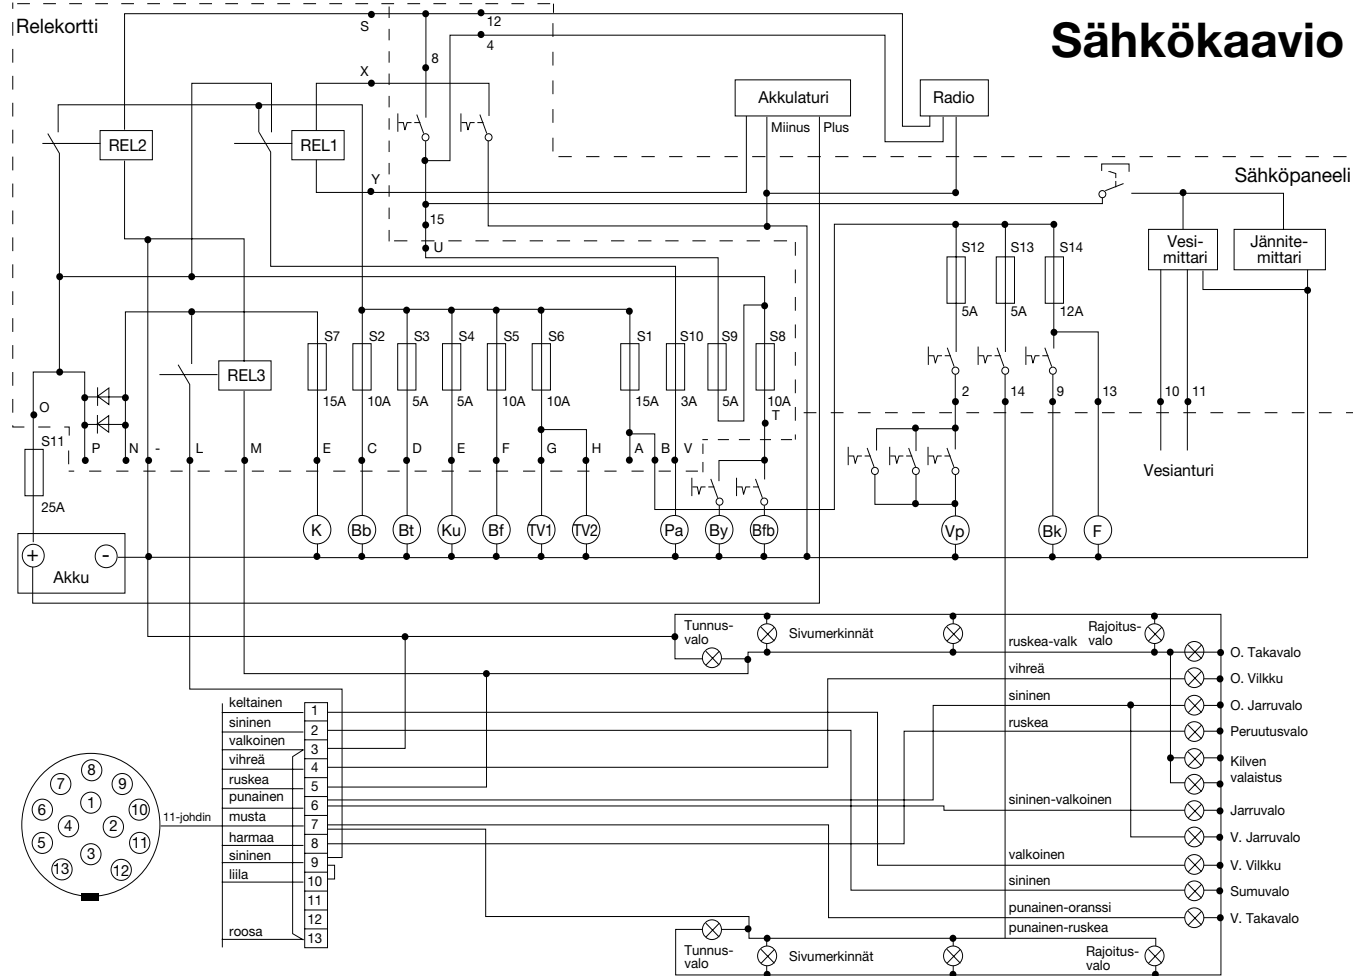 Sähkökaavio
Relekortti
S
12
4
8
X
Akkulaturi
Radio
Miinus
Plus
REL2
REL1
Y
Sähköpaneeli
15
U
S12
S13
S14
Vesi-
mittari
Jännite-
mittari
5A
5A
12A
S7
S2
S3
S4
S5
S6
S1
S10
S9
S8
REL3
15A
10A
5A
5A
10A
10A
15A
3A
5A
10A
2
14
9
13
10
11
O
T
S11
P
N
-
L
M
E
C
D
E
F
G
H
A
B
V
Vesianturi
25A
K
Bb
Bt
Ku
Bf
TV1
TV2
Pa
By
Bfb
Vp
Bk
F
+
-
Akku
Tunnus-
valo
Sivumerkinnät
Rajoitus-
valo
ruskea-valk
O. Takavalo
vihreä
O. Vilkku
sininen
O. Jarruvalo
ruskea
Peruutusvalo
Kilven
valaistus
sininen-valkoinen
Jarruvalo
V. Jarruvalo
valkoinen
V. Vilkku
sininen
Sumuvalo
punainen-oranssi
V. Takavalo
punainen-ruskea
keltainen
1
sininen
2
valkoinen
3
vihreä
4
ruskea
5
punainen
6
musta
7
harmaa
8
sininen
9
liila
10
11
12
roosa
13
11-johdin
8
7
9
1
6
10
4
2
5
11
3
13
12
Tunnus-
valo
Sivumerkinnät
Rajoitus-
valo